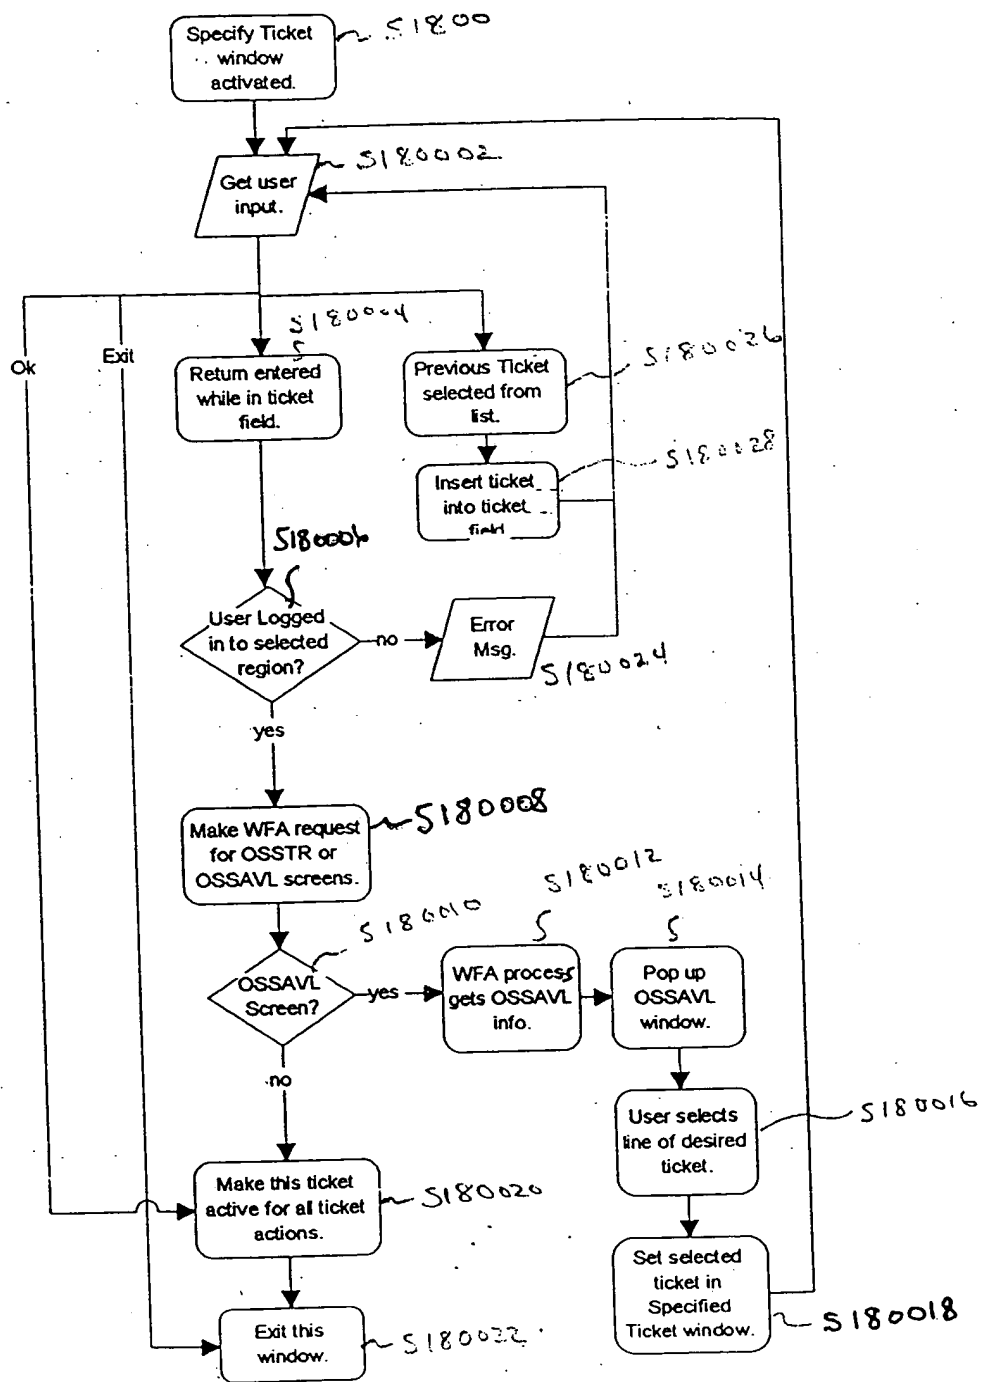 Specify Ticket
window
activated.
S1800
Get user
input.
S180002
Ok
Exit
S180004
Return entered
while in ticket
field.
Previous Ticket
selected from
list.
S180026
Insert ticket
into ticket
field
S180028
S180006
User Logged
in to selected
region?
no
Error
Msg.
S180024
yes
Make WFA request
for OSSTR or
OSSAVL screens.
S180008
OSSAVL
Screen?
S180010
yes
WFA process
gets OSSAVL
info.
S180012
Pop up
OSSAVL
window.
S180014
no
User selects
line of desired
ticket.
S180016
Make this ticket
active for all ticket
actions.
S180020
Set selected
ticket in
Specified
Ticket window.
S180018
Exit this
window.
S180022